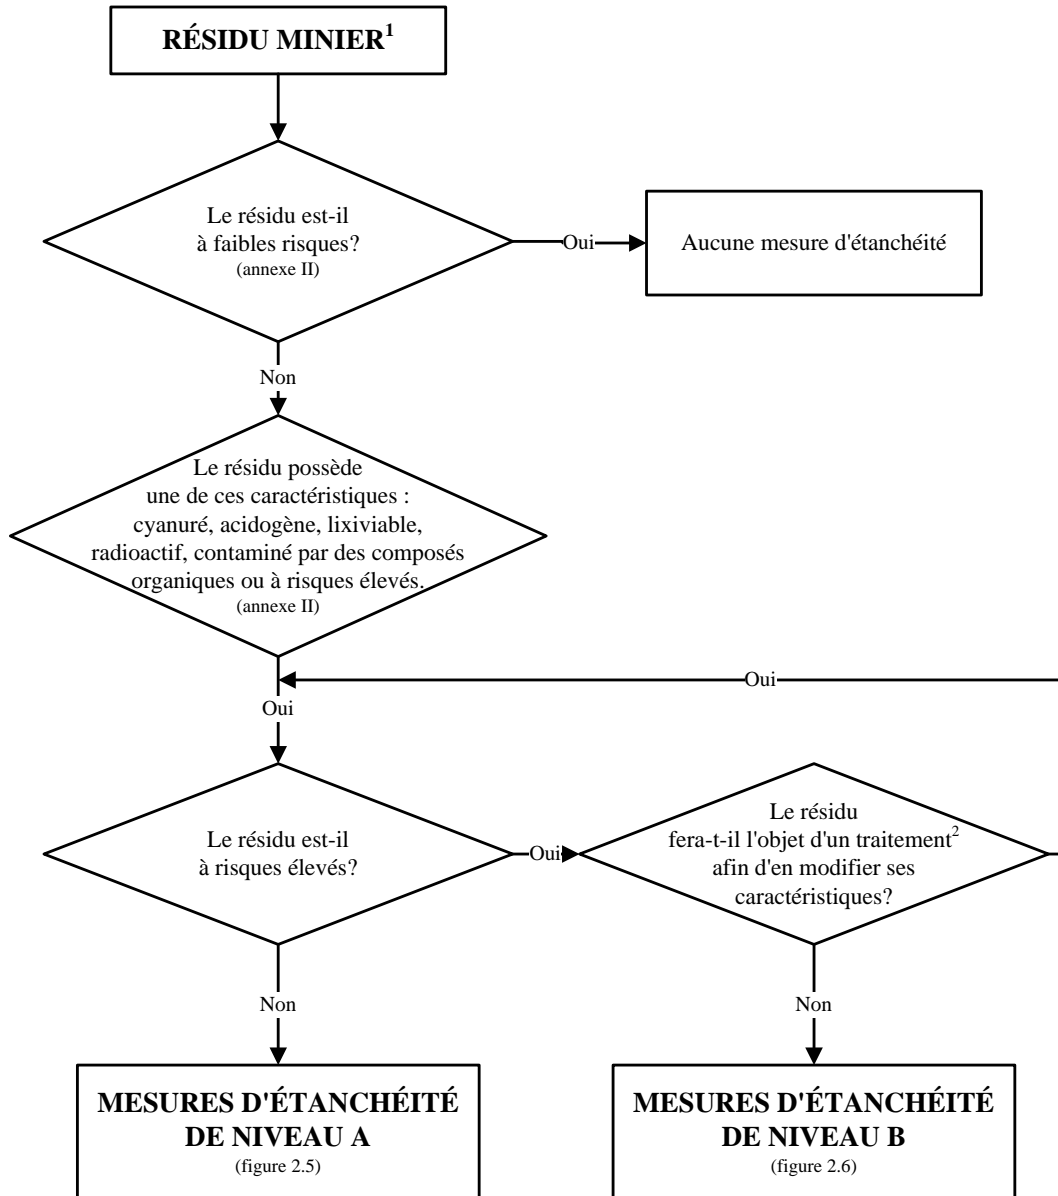 RÉSIDU MINIER1
Le résidu est-il
à faibles risques?
(annexe II)
Oui
Aucune mesure d'étanchéité
Non
Le résidu possède
une de ces caractéristiques :
cyanuré, acidogène, lixiviable,
radioactif, contaminé par des composés
organiques ou à risques élevés.
(annexe II)
Oui
Oui
Le résidu est-il
à risques élevés?
Oui
Le résidu
fera-t-il l'objet d'un traitement2
afin d'en modifier ses
caractéristiques?
Non
Non
MESURES D'ÉTANCHÉITÉ
DE NIVEAU A
(figure 2.5)
MESURES D'ÉTANCHÉITÉ
DE NIVEAU B
(figure 2.6)